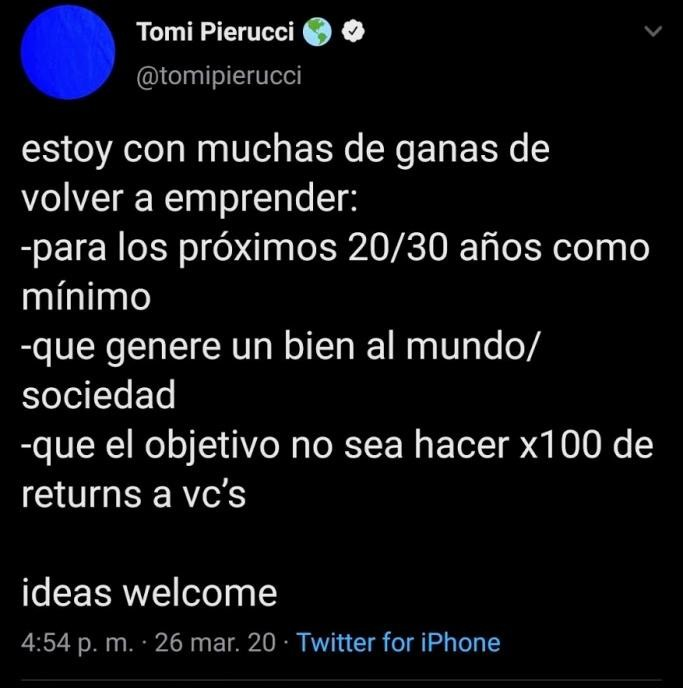 Tomi Pierucci 🌎
@tomipierucci
estoy con muchas de ganas de
volver a emprender:
-para los próximos 20/30 años como
mínimo
-que genere un bien al mundo/
sociedad
-que el objetivo no sea hacer x100 de
returns a vc’s
ideas welcome
4:54 p. m. · 26 mar. 20 · Twitter for iPhone